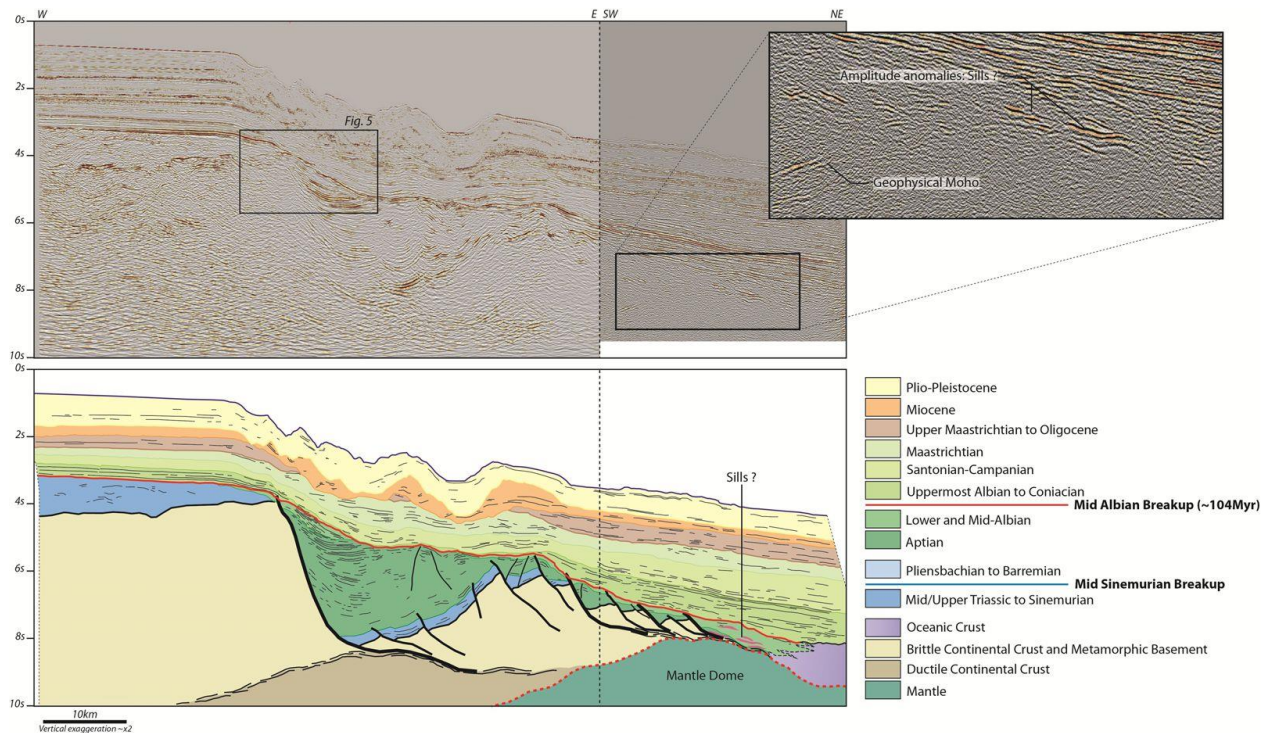 W
E
SW
NE
0s
2s
4s
6s
8s
10s
Fig. 5
Amplitude anomalies: Sills ?
Geophysical Moho
0s
2s
4s
6s
8s
10s
Sills ?
Mantle Dome
10km
Vertical exaggeration ~x2
Plio-Pleistocene
Miocene
Upper Maastrichtian to Oligocene
Maastrichtian
Santonian-Campanian
Uppermost Albian to Coniacian
Mid Albian Breakup (~104Myr)
Lower and Mid-Albian
Aptian
Pliensbachian to Barremian
Mid Sinemurian Breakup
Mid/Upper Triassic to Sinemurian
Oceanic Crust
Brittle Continental Crust and Metamorphic Basement
Ductile Continental Crust
Mantle